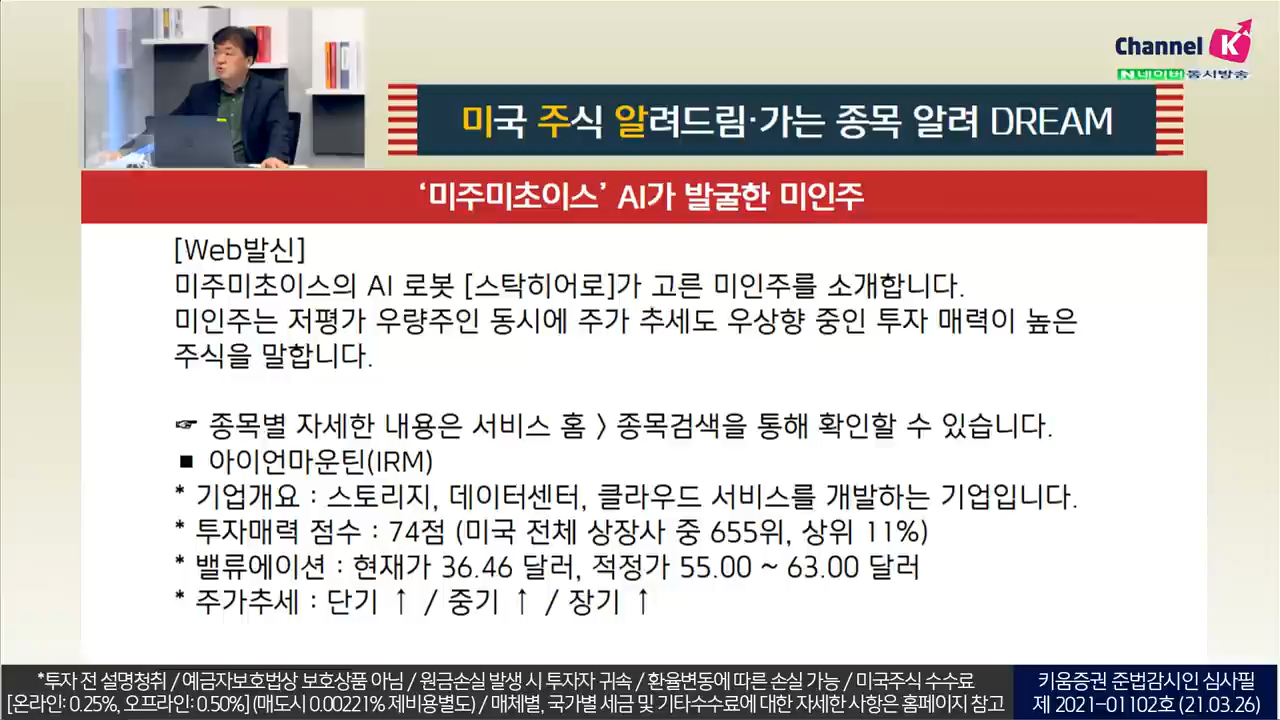 Channel K
N 네이버 동시방송
미국 주식 알려드림·가는 종목 알려 DREAM
‘미주미초이스’ AI가 발굴한 미인주
[Web발신]
미주미초이스의 AI 로봇 [스탁히어로]가 고른 미인주를 소개합니다.
미인주는 저평가 우량주인 동시에 주가 추세도 우상향 중인 투자 매력이 높은
주식을 말합니다.
☞ 종목별 자세한 내용은 서비스 홈 > 종목검색을 통해 확인할 수 있습니다.
■ 아이언마운틴(IRM)
* 기업개요 : 스토리지, 데이터센터, 클라우드 서비스를 개발하는 기업입니다.
* 투자매력 점수 : 74점 (미국 전체 상장사 중 655위, 상위 11%)
* 밸류에이션 : 현재가 36.46 달러, 적정가 55.00 ~ 63.00 달러
* 주가추세 : 단기 ↑ / 중기 ↑ / 장기 ↑
*투자 전 설명청취 / 예금자보호법상 보호상품 아님 / 원금손실 발생 시 투자자 귀속 / 환율변동에 따른 손실 가능 / 미국주식 수수료
[온라인: 0.25%, 오프라인: 0.50%] (매도시 0.00221% 제비용별도) / 매체별, 국가별 세금 및 기타수수료에 대한 자세한 사항은 홈페이지 참고
키움증권 준법감시인 심사필
제 2021-01102호 (21.03.26)